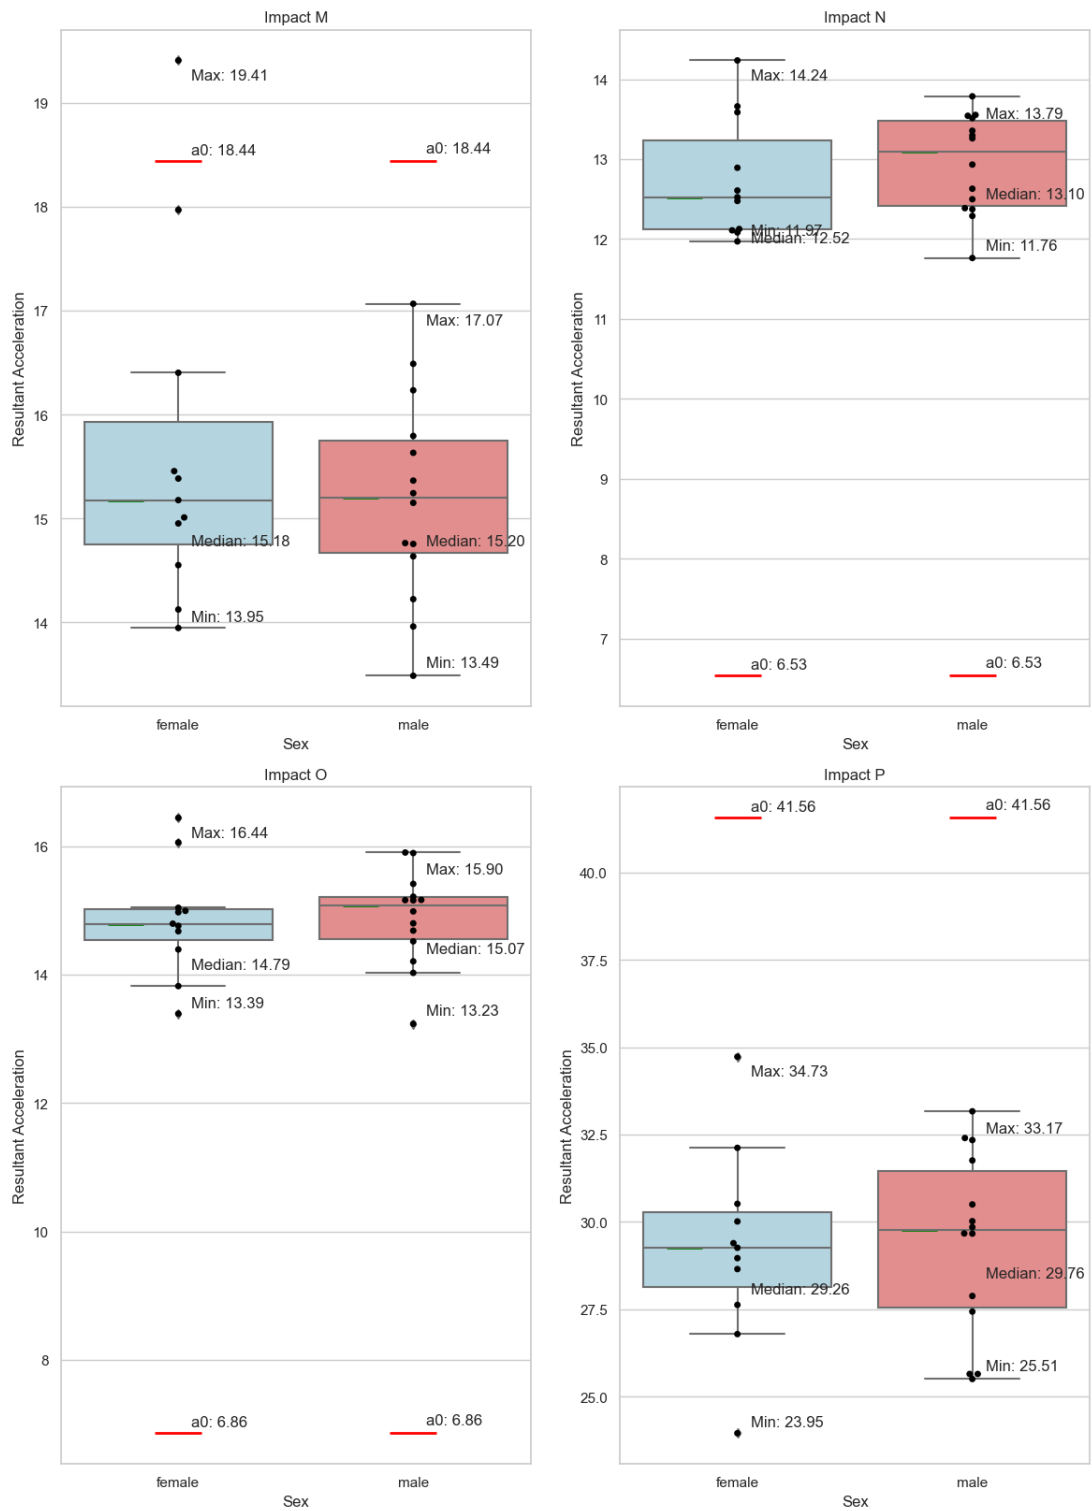 Impact M
19
18
17
16
15
14
Resultant Acceleration
Max: 19.41
a0: 18.44
a0: 18.44
Max: 17.07
Median: 15.18
Median: 15.20
Min: 13.95
Min: 13.49
female
male
Sex
Impact N
14
13
12
11
10
9
8
7
Resultant Acceleration
Max: 14.24
Max: 13.79
Median: 13.10
Min: 11.97
Median: 12.52
Min: 11.76
a0: 6.53
a0: 6.53
female
male
Sex
Impact O
16
14
12
10
8
Resultant Acceleration
Max: 16.44
Max: 15.90
Median: 14.79
Median: 15.07
Min: 13.39
Min: 13.23
a0: 6.86
a0: 6.86
female
male
Sex
Impact P
40.0
37.5
35.0
32.5
30.0
27.5
25.0
Resultant Acceleration
a0: 41.56
a0: 41.56
Max: 34.73
Max: 33.17
Median: 29.26
Median: 29.76
Min: 25.51
Min: 23.95
female
male
Sex